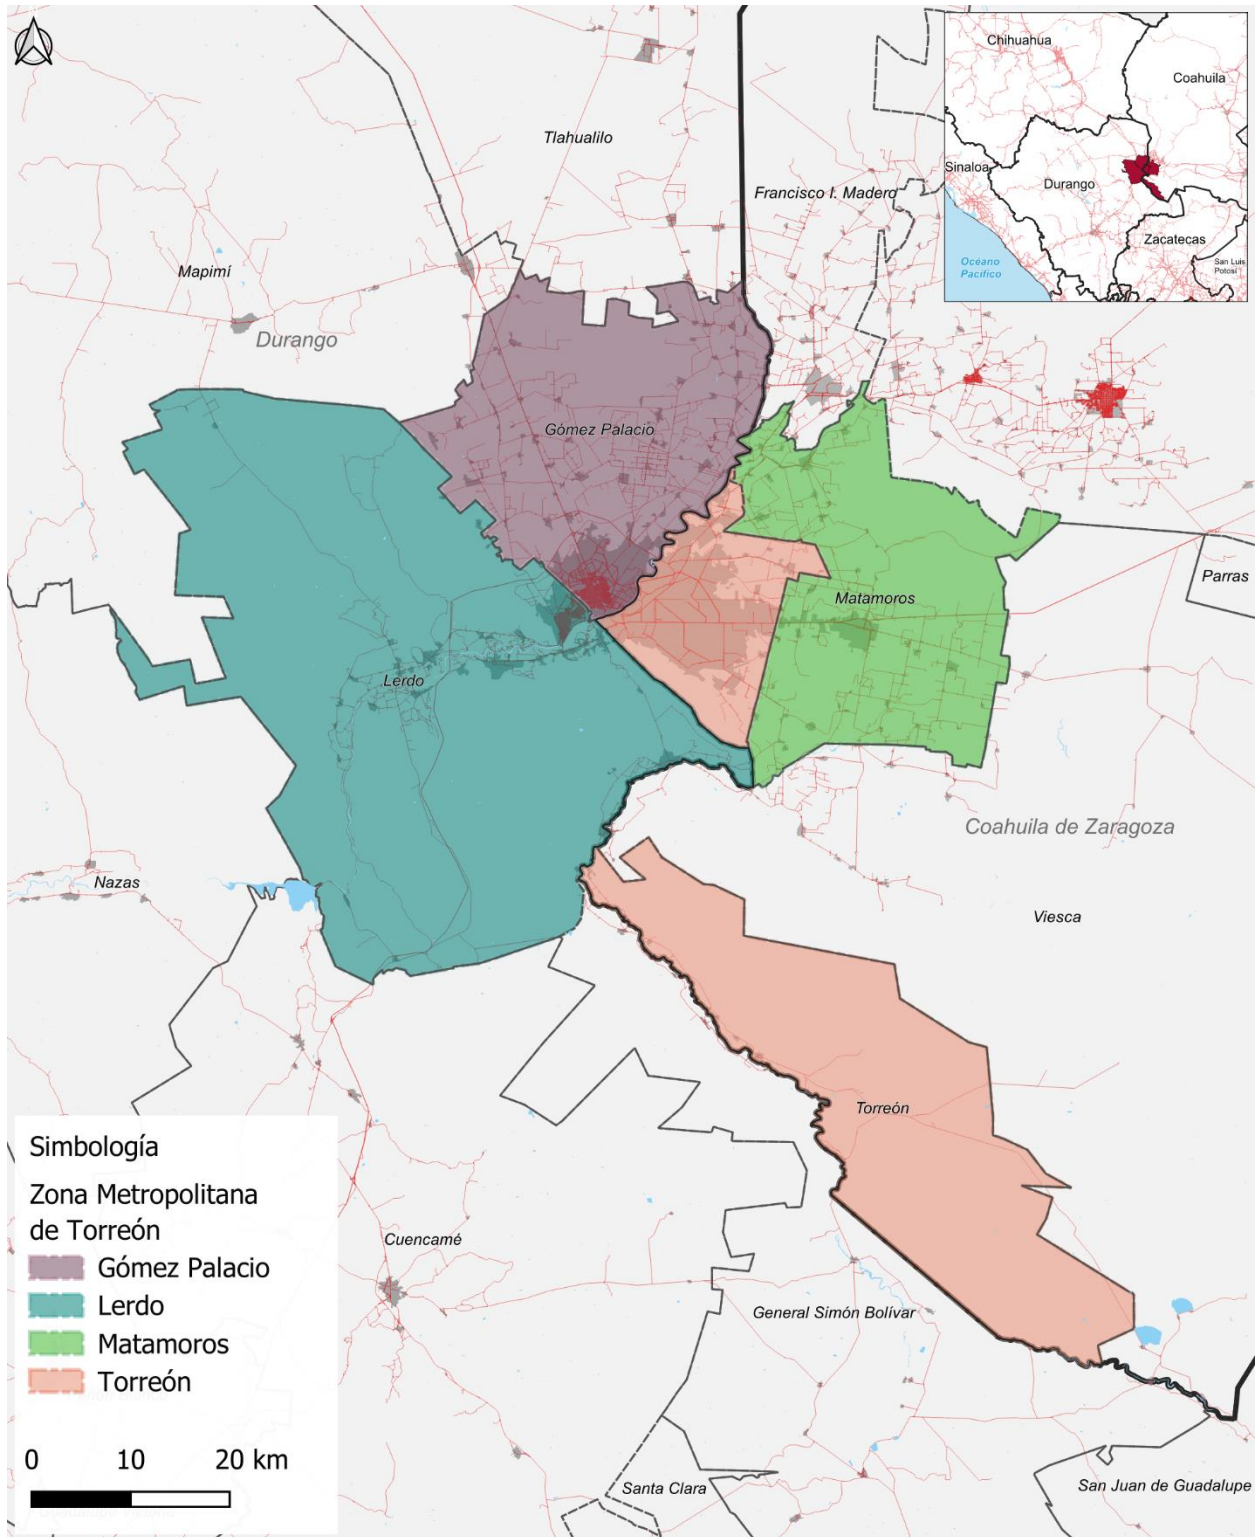 Chihuahua
Coahuila
Sinaloa
Durango
Zacatecas
Océano
Pacífico
San Luis
Potosí
Tlahualilo
Francisco I. Madero
Mapimí
Durango
Gómez Palacio
Parras
Matamoros
Lerdo
Coahuila de Zaragoza
Nazas
Viesca
Torreón
Cuencamé
General Simón Bolívar
Santa Clara
San Juan de Guadalupe
Simbología
Zona Metropolitana
de Torreón
Gómez Palacio
Lerdo
Matamoros
Torreón
0 10 20 km